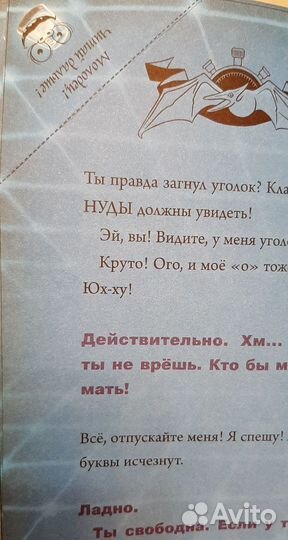 Молодец!
Читай дальше!
Ты правда загнул уголок? Кла
НУДЫ должны увидеть!
Эй, вы! Видите, у меня угол
Круто! Ого, и моё «о» тож
Юх-ху!
Действительно. Хм...
ты не врёшь. Кто бы м
мать!
Всё, отпускайте меня! Я спешу!
буквы исчезнут.
Ладно.
Ты свободна. Если у т
Avito